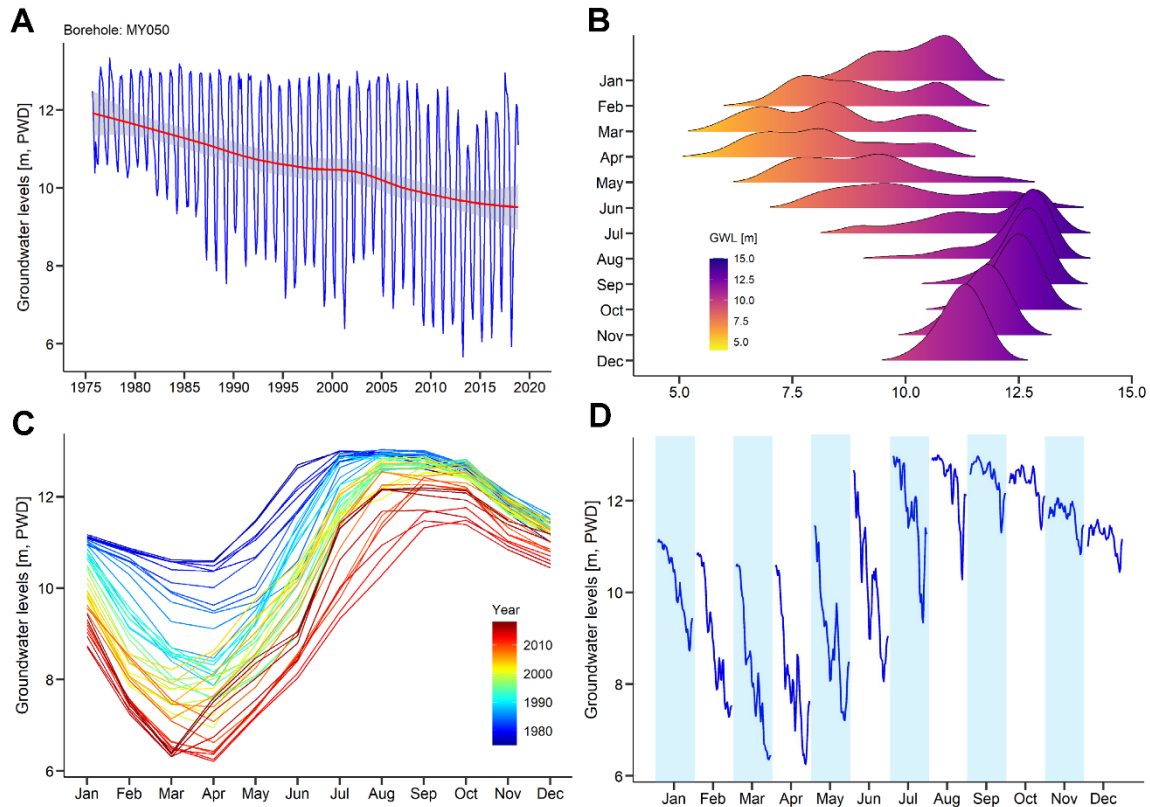 A
Borehole: MY050
Groundwater levels [m, PWD]
12
10
8
6
1975 1980 1985 1990 1995 2000 2005 2010 2015 2020
B
Jan
Feb
Mar
Apr
May
Jun
Jul
Aug
Sep
Oct
Nov
Dec
GWL [m]
15.0
12.5
10.0
7.5
5.0
5.0 7.5 10.0 12.5 15.0
C
Groundwater levels [m, PWD]
12
10
8
6
Year
2010
2000
1990
1980
Jan Feb Mar Apr May Jun Jul Aug Sep Oct Nov Dec
D
Groundwater levels [m, PWD]
12
10
8
6
Jan Feb Mar Apr May Jun Jul Aug Sep Oct Nov Dec